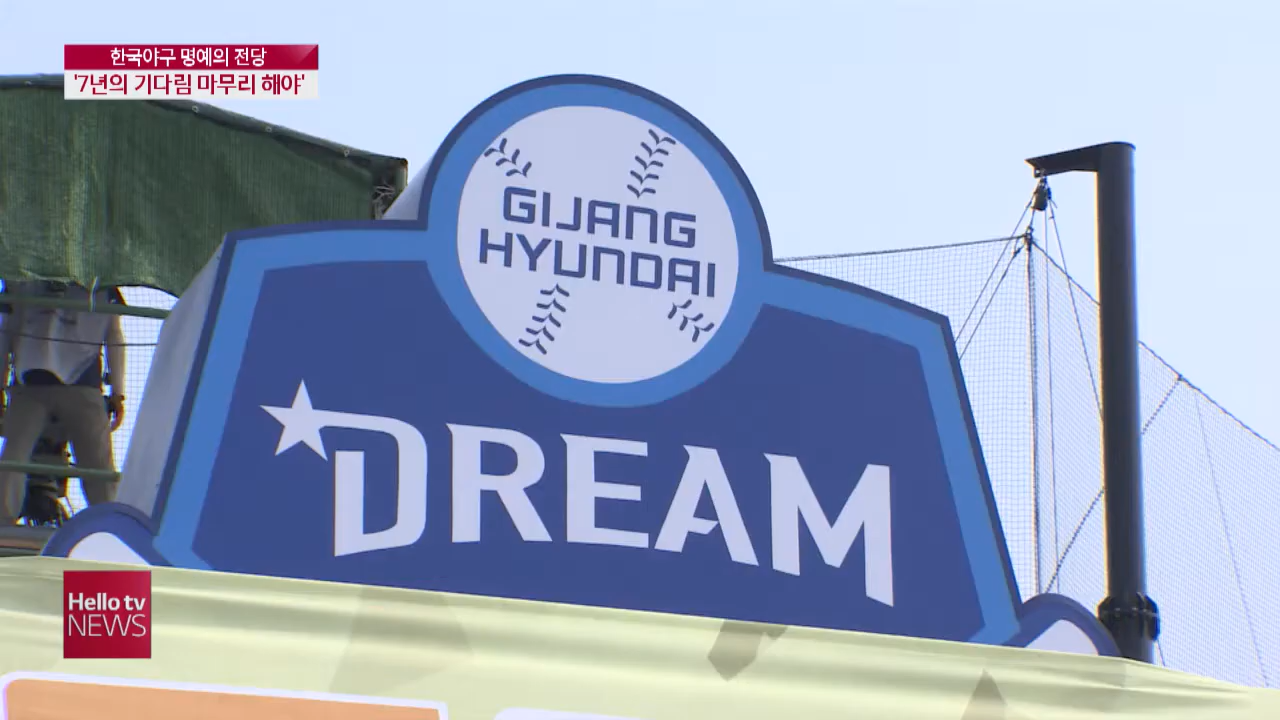 한국야구 명예의 전당
'7년의 기다림 마무리 해야'
GIJANG
HYUNDAI
DREAM
Hello tv
NEWS